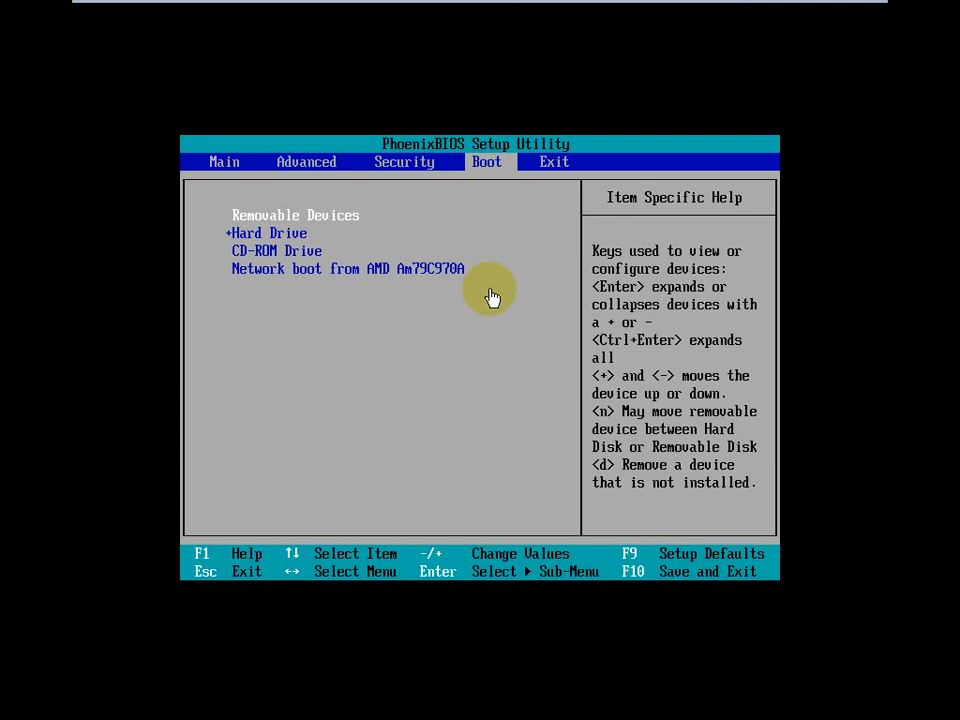 PhoenixBIOS Setup Utility
Main Advanced Security Boot Exit
Removable Devices
+Hard Drive
CD-ROM Drive
Network boot from AMD Am79C970A
Item Specific Help
Keys used to view or
configure devices:
<Enter> expands or
collapses devices with
a + or -
<Ctrl+Enter> expands
all
<+> and <-> moves the
device up or down.
<n> May move removable
device between Hard
Disk or Removable Disk
<d> Remove a device
that is not installed.
F1 Help ↑↓ Select Item -/+ Change Values F9 Setup Defaults
Esc Exit ↔ Select Menu Enter Select ▶ Sub-Menu F10 Save and Exit